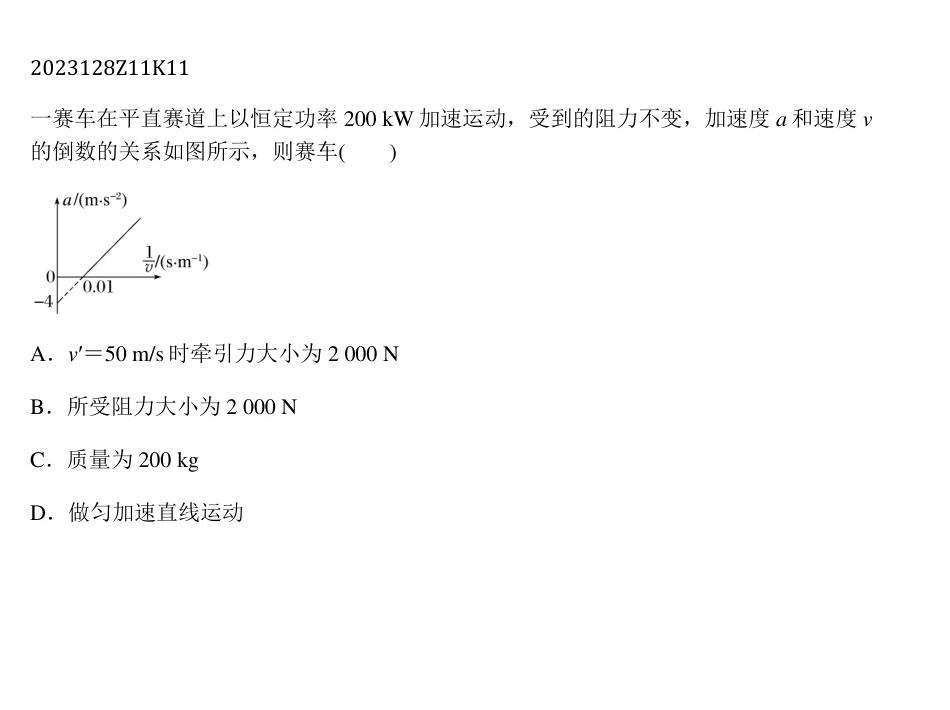 2023128Z11K11
一赛车在平直赛道上以恒定功率 200 kW 加速运动，受到的阻力不变，加速度 a 和速度 v
的倒数的关系如图所示，则赛车(　　)
a/(m·s⁻²)
1/v/(s·m⁻¹)
0
0.01
−4
A．v′＝50 m/s 时牵引力大小为 2 000 N
B．所受阻力大小为 2 000 N
C．质量为 200 kg
D．做匀加速直线运动